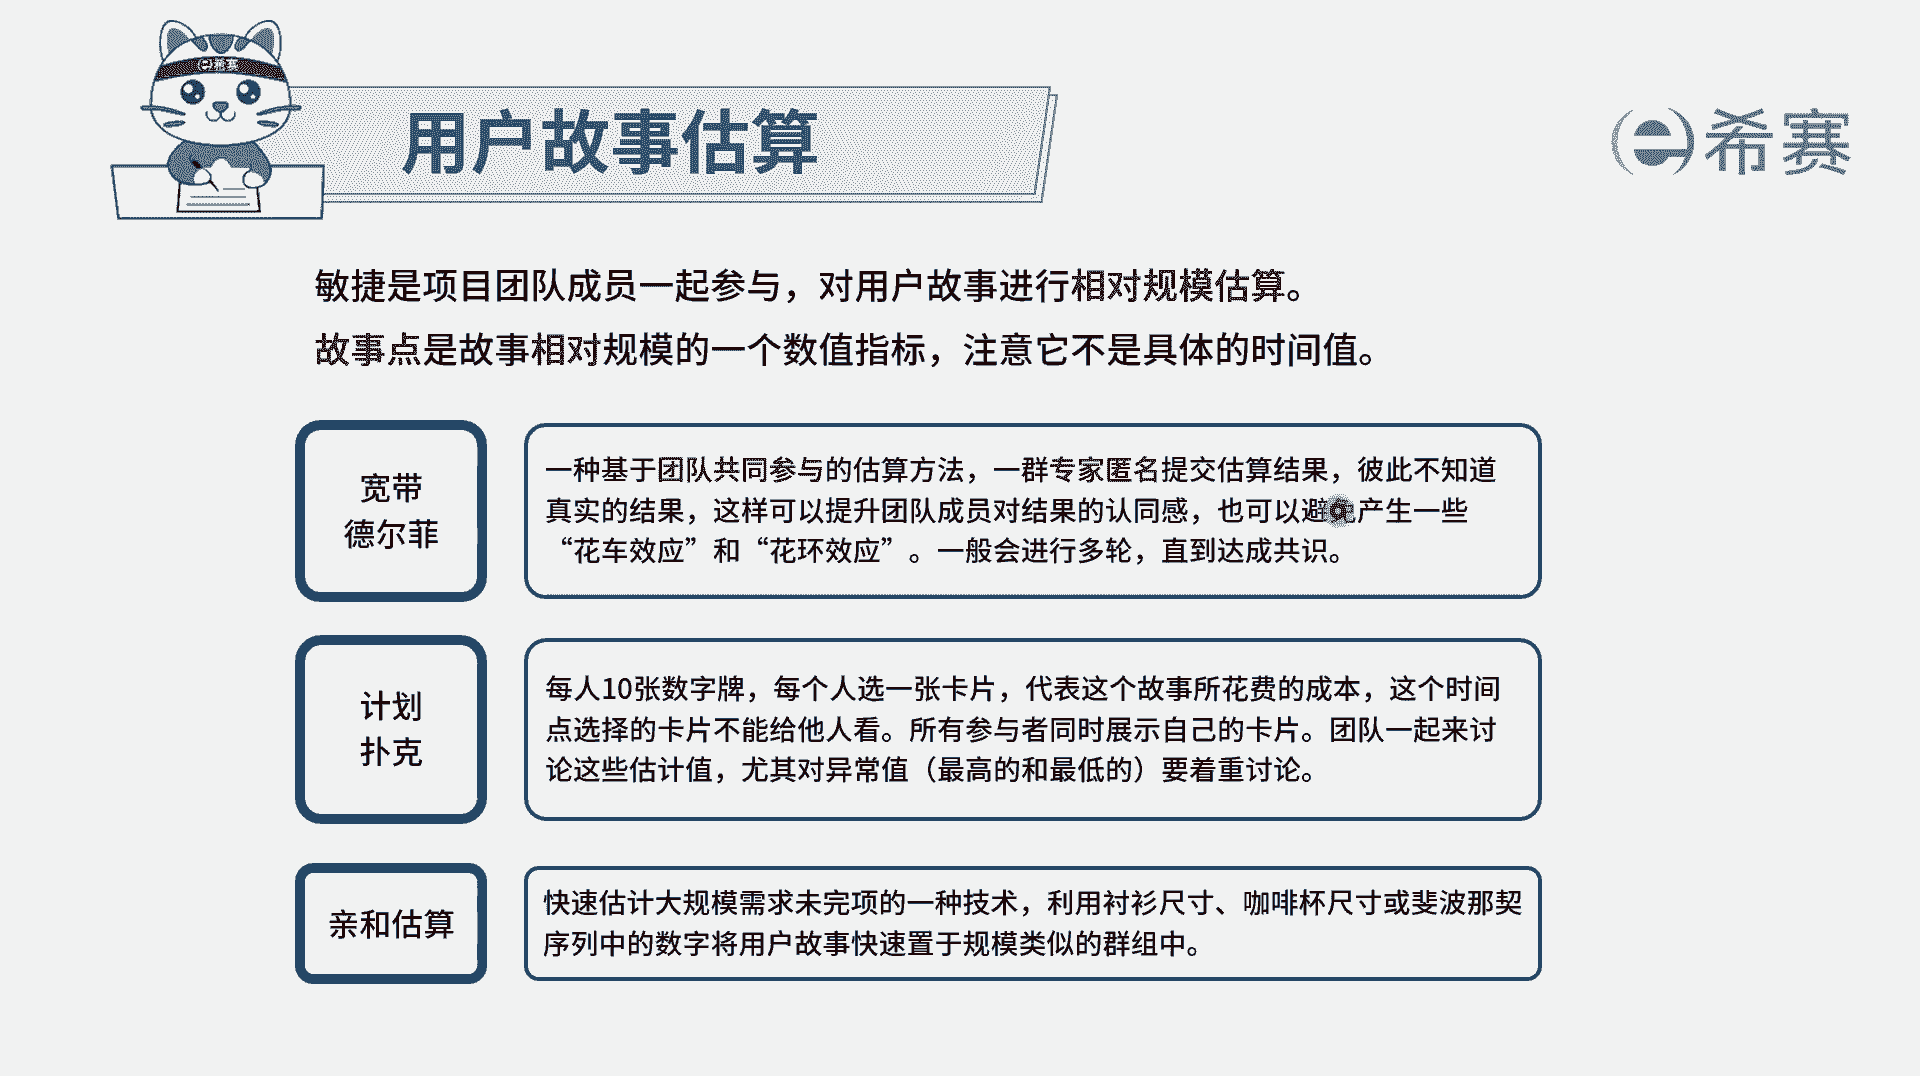 希赛
用户故事估算
希赛
敏捷是项目团队成员一起参与，对用户故事进行相对规模估算。
故事点是故事相对规模的一个数值指标，注意它不是具体的时间值。
宽带
德尔菲
一种基于团队共同参与的估算方法，一群专家匿名提交估算结果，彼此不知道
真实的结果，这样可以提升团队成员对结果的认同感，也可以避免产生一些
“花车效应”和“花环效应”。一般会进行多轮，直到达成共识。
计划
扑克
每人10张数字牌，每个人选一张卡片，代表这个故事所花费的成本，这个时间
点选择的卡片不能给他人看。所有参与者同时展示自己的卡片。团队一起来讨
论这些估计值，尤其对异常值（最高的和最低的）要着重讨论。
亲和估算
快速估计大规模需求未完项的一种技术，利用衬衫尺寸、咖啡杯尺寸或斐波那契
序列中的数字将用户故事快速置于规模类似的群组中。